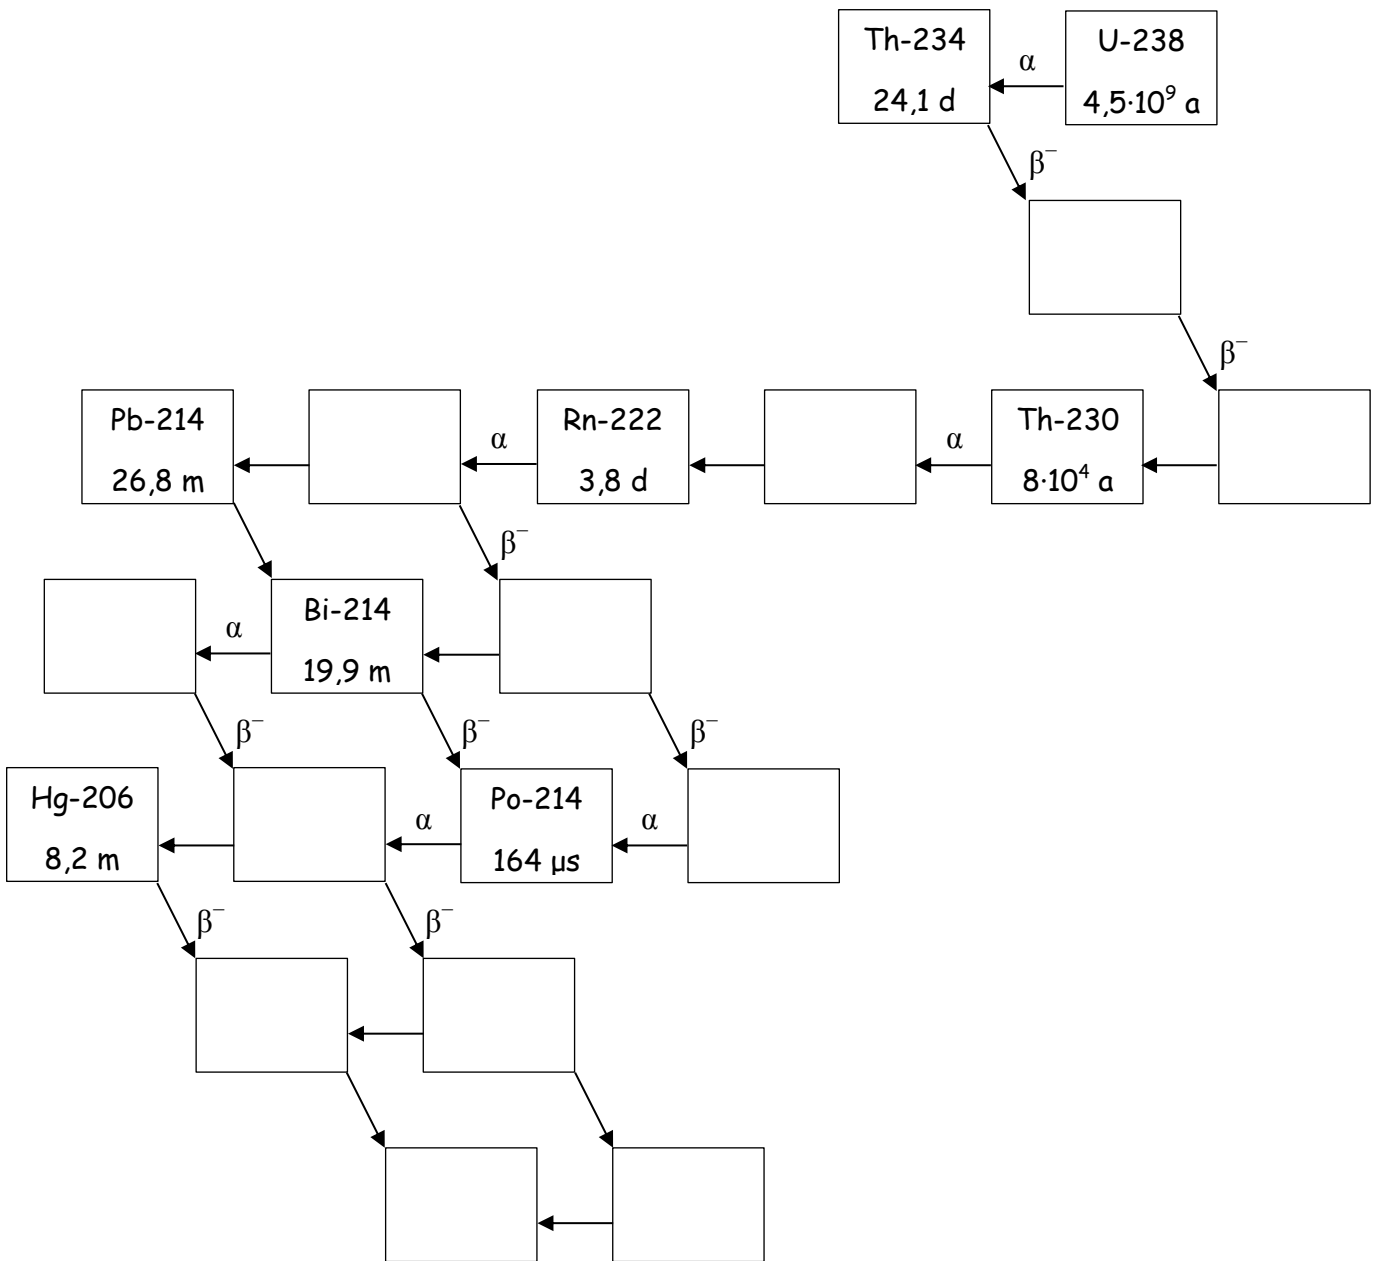 Th-234
24,1 d
α
U-238
4,5·10⁹ a
β⁻
β⁻
Pb-214
26,8 m
α
Rn-222
3,8 d
α
Th-230
8·10⁴ a
β⁻
α
Bi-214
19,9 m
β⁻
β⁻
β⁻
Hg-206
8,2 m
α
Po-214
164 µs
α
β⁻
β⁻